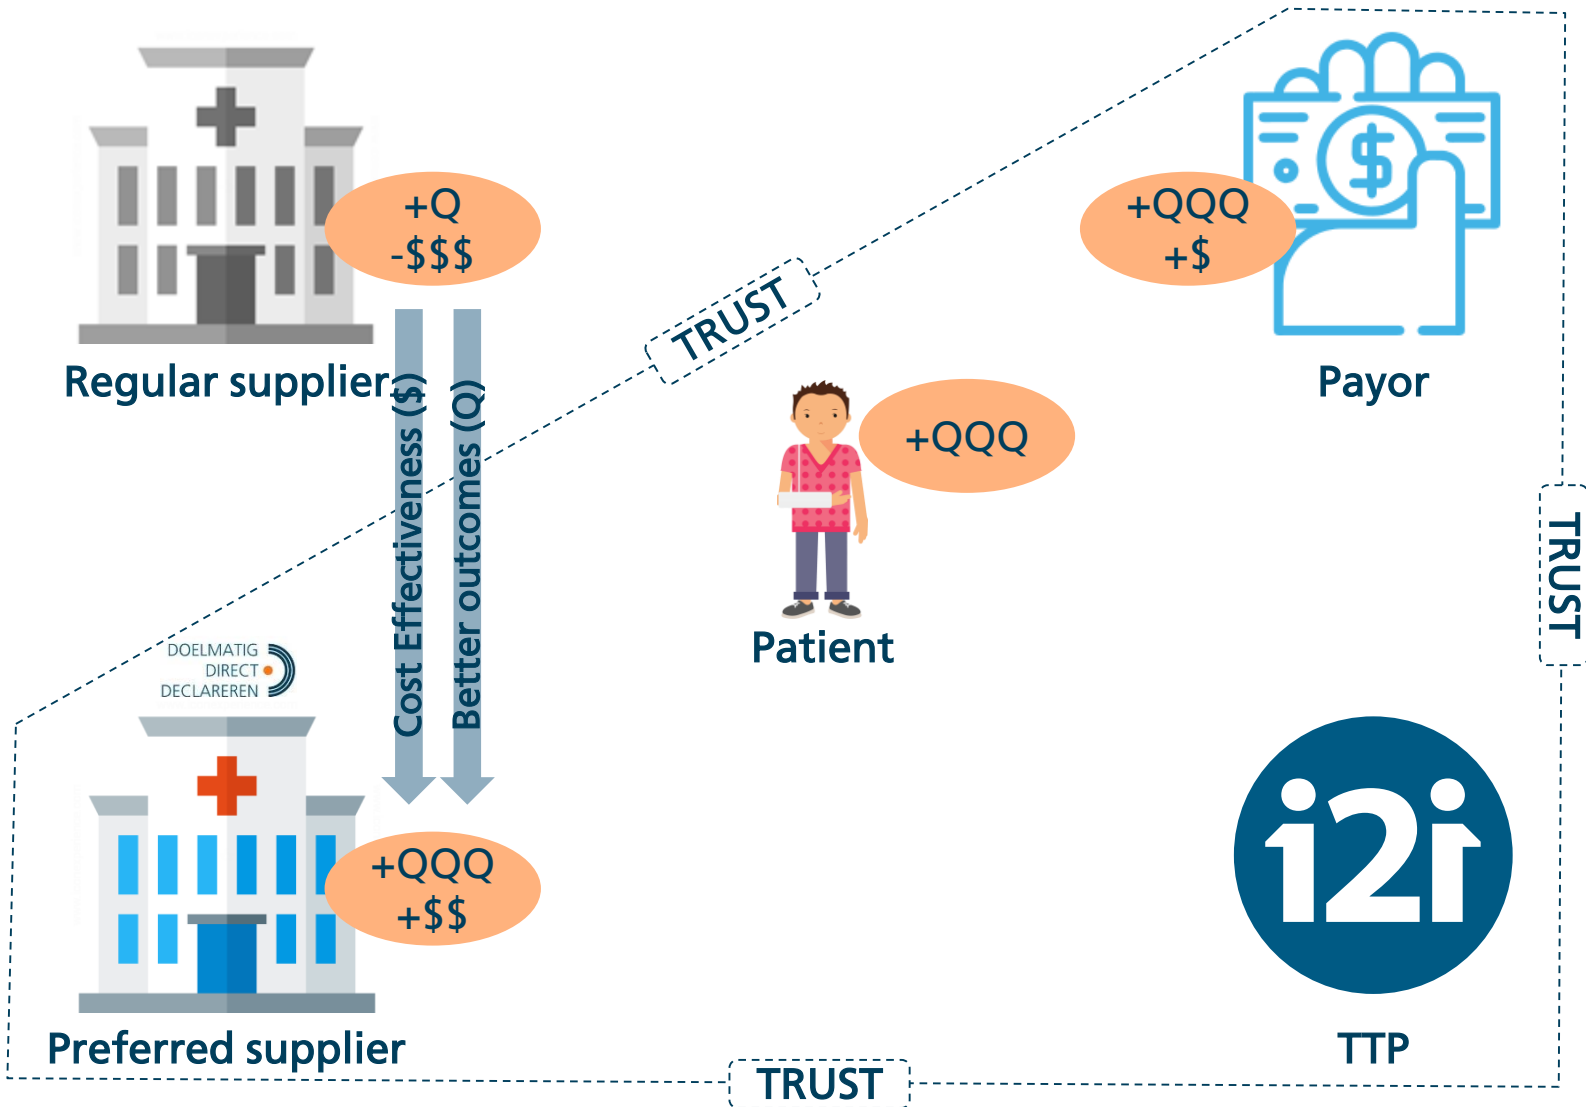 +Q
-$$$
Regular supplier
+QQQ
+$
$
Payor
TRUST
+QQQ
Patient
Cost Effectiveness ($)
Better outcomes (Q)
TRUST
DOELMATIG
DIRECT
DECLAREREN
+QQQ
+$$
Preferred supplier
i2i
TTP
TRUST